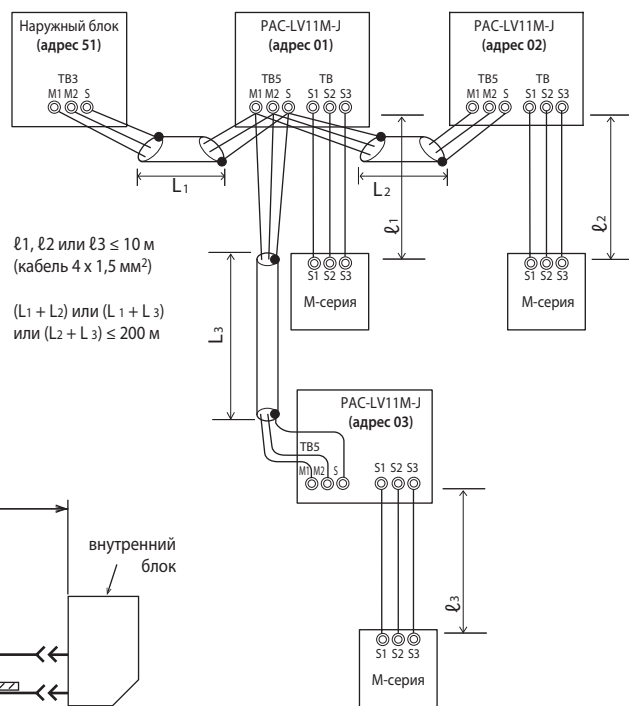 Наружный блок
(адрес 51)
TB3
M1 M2 S
PAC-LV11M-J
(адрес 01)
TB5 TB
M1 M2 S S1 S2 S3
PAC-LV11M-J
(адрес 02)
TB5 TB
M1 M2 S S1 S2 S3
L1
L2
ℓ1
ℓ2
ℓ1, ℓ2 или ℓ3 ≤ 10 м
(кабель 4 x 1,5 мм²)
(L1 + L2) или (L 1 + L 3)
или (L2 + L 3) ≤ 200 м
S1 S2 S3
М-серия
S1 S2 S3
М-серия
L3
PAC-LV11M-J
(адрес 03)
TB5
M1 M2 S S1 S2 S3
ℓ3
внутренний
блок
S1 S2 S3
М-серия